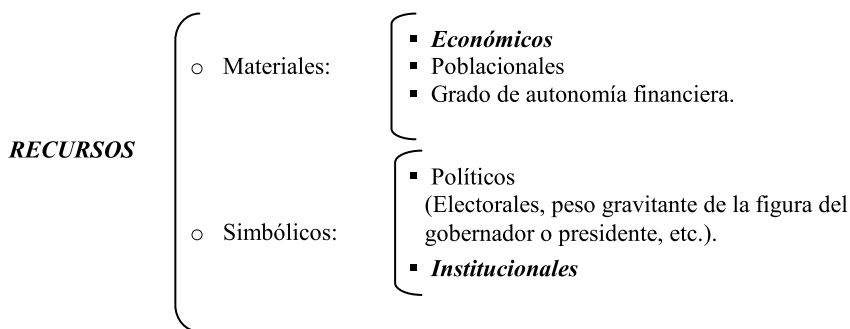 RECURSOS
○ Materiales:
▪ Económicos
▪ Poblacionales
▪ Grado de autonomía financiera.
○ Simbólicos:
▪ Políticos
(Electorales, peso gravitante de la figura del
gobernador o presidente, etc.).
▪ Institucionales